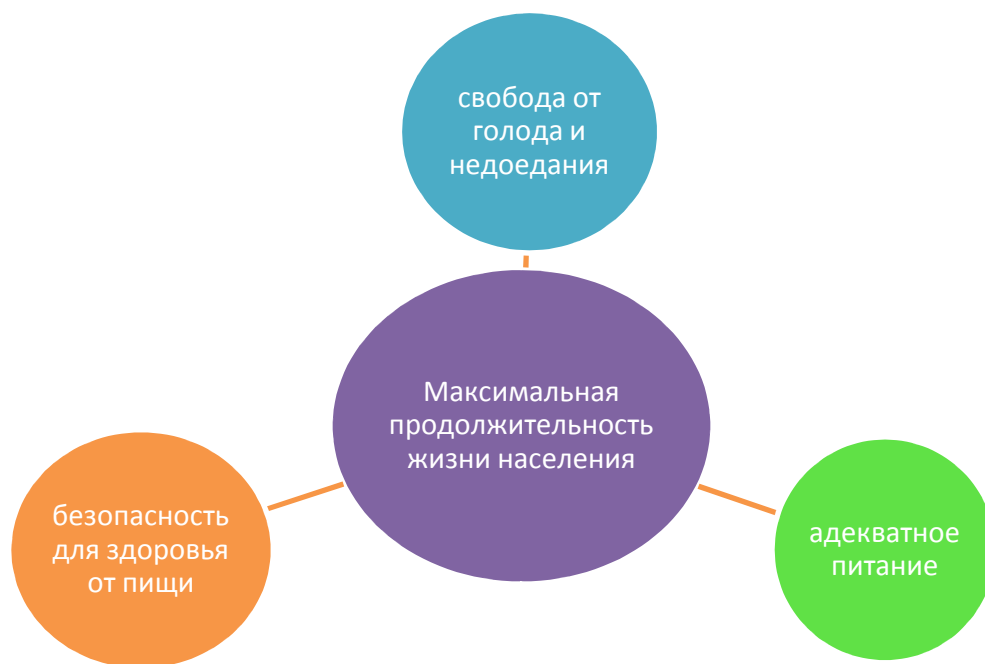 свобода от
голода и
недоедания
Максимальная
продолжительность
жизни населения
безопасность
для здоровья
от пищи
адекватное
питание